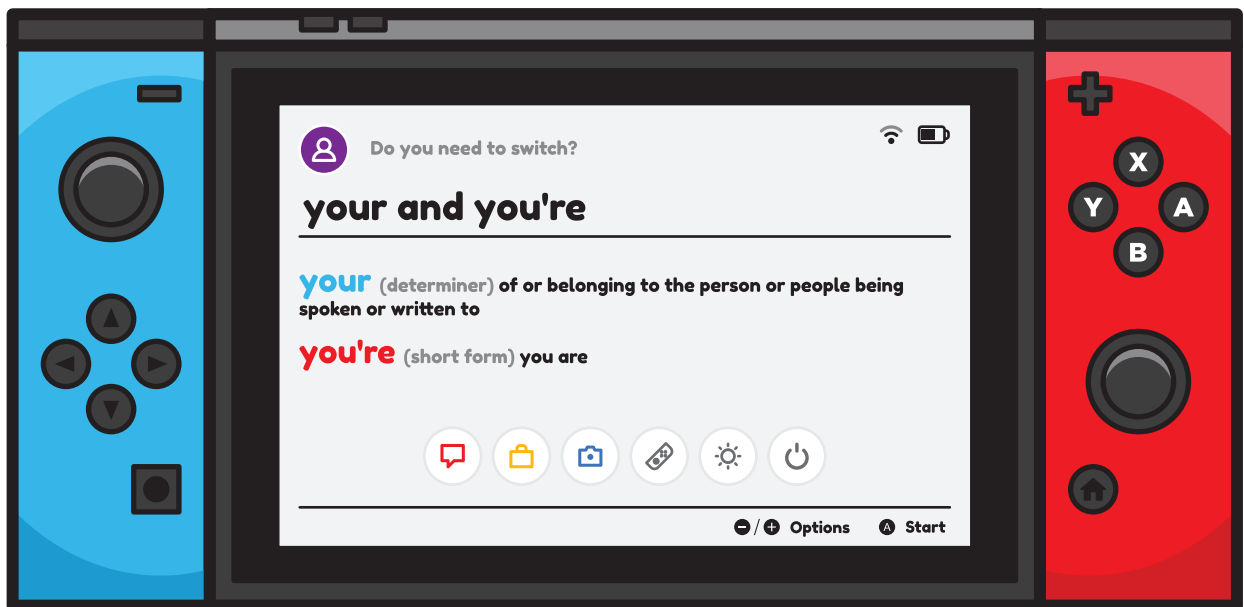 Do you need to switch?
your and you're
your (determiner) of or belonging to the person or people being
spoken or written to
you're (short form) you are
X
Y
A
B
/ Options
A Start